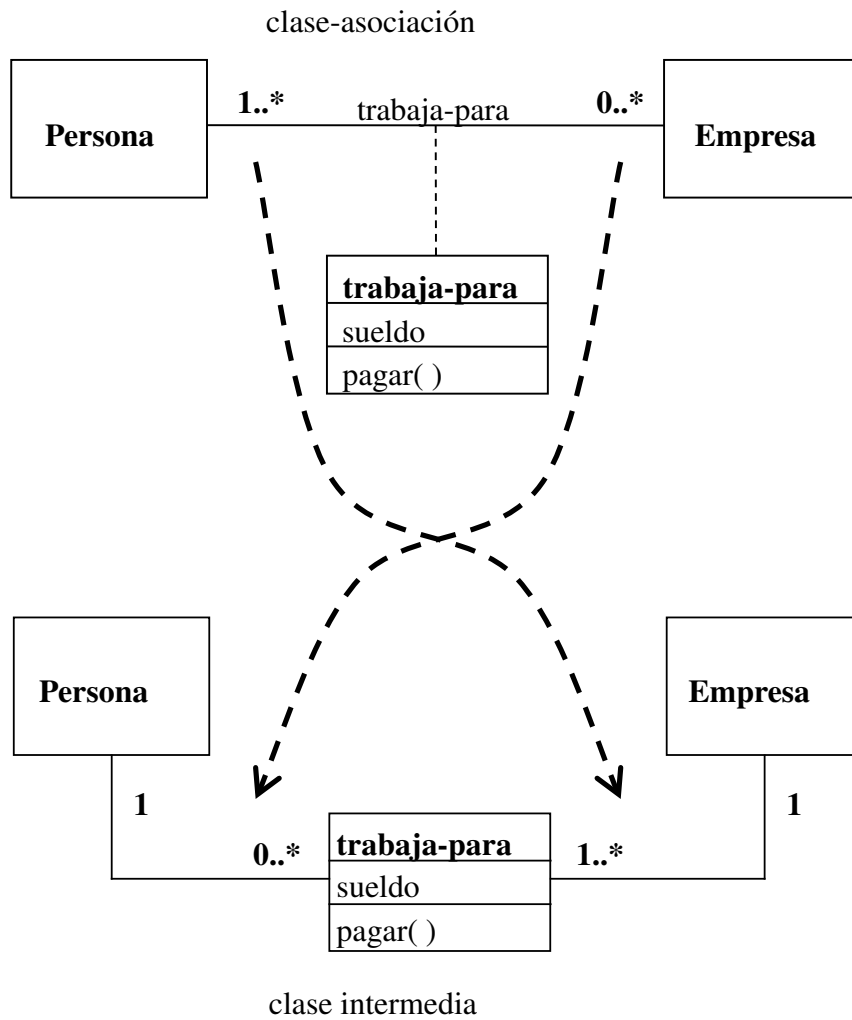 clase-asociación
1..*
trabaja-para
0..*
Persona
Empresa
trabaja-para
sueldo
pagar( )
Persona
Empresa
1
1
0..*
trabaja-para
1..*
sueldo
pagar( )
clase intermedia